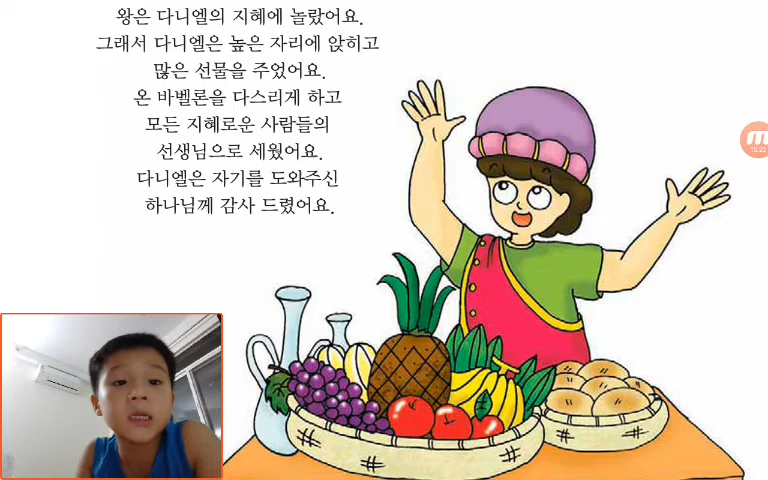 왕은 다니엘의 지혜에 놀랐어요.
그래서 다니엘은 높은 자리에 앉히고
많은 선물을 주었어요.
온 바벨론을 다스리게 하고
모든 지혜로운 사람들의
선생님으로 세웠어요.
다니엘은 자기를 도와주신
하나님께 감사 드렸어요.